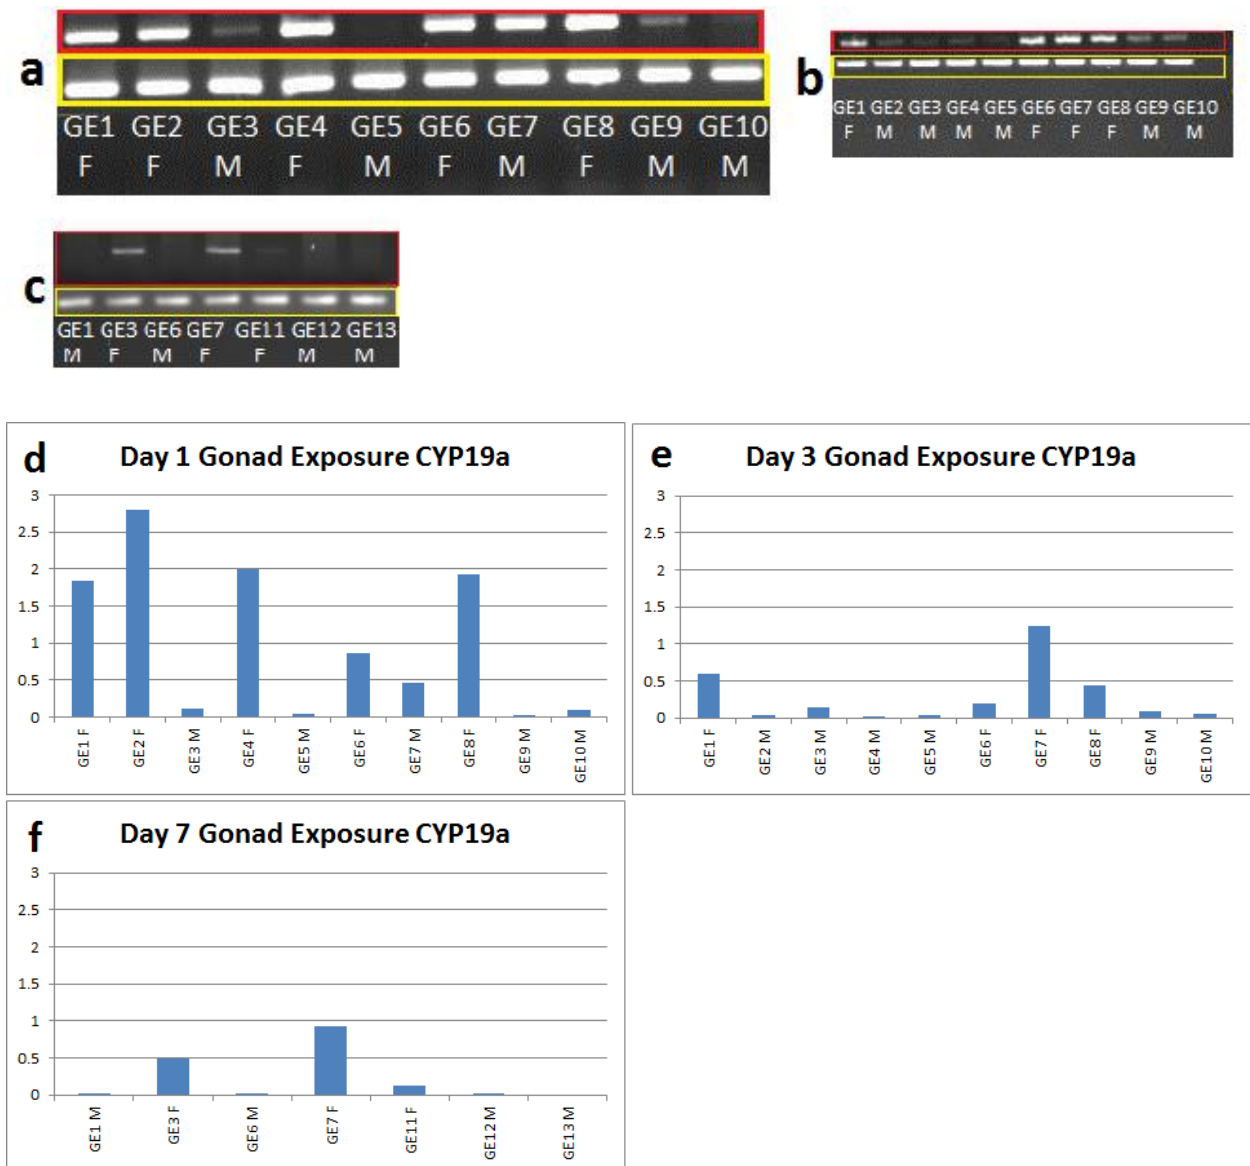 a
GE1 GE2 GE3 GE4 GE5 GE6 GE7 GE8 GE9 GE10
F F M F M F M F M M
b
GE1 GE2 GE3 GE4 GE5 GE6 GE7 GE8 GE9 GE10
F M M M M F F F M M
c
GE1 GE3 GE6 GE7 GE11 GE12 GE13
M F M F F M M
d Day 1 Gonad Exposure CYP19a
3
2.5
2
1.5
1
0.5
0
GE1 F GE2 F GE3 M GE4 F GE5 M GE6 F GE7 M GE8 F GE9 M GE10 M
e Day 3 Gonad Exposure CYP19a
3
2.5
2
1.5
1
0.5
0
GE1 F GE2 M GE3 M GE4 M GE5 M GE6 F GE7 F GE8 F GE9 M GE10 M
f Day 7 Gonad Exposure CYP19a
3
2.5
2
1.5
1
0.5
0
GE1 M GE3 F GE6 M GE7 F GE11 F GE12 M GE13 M